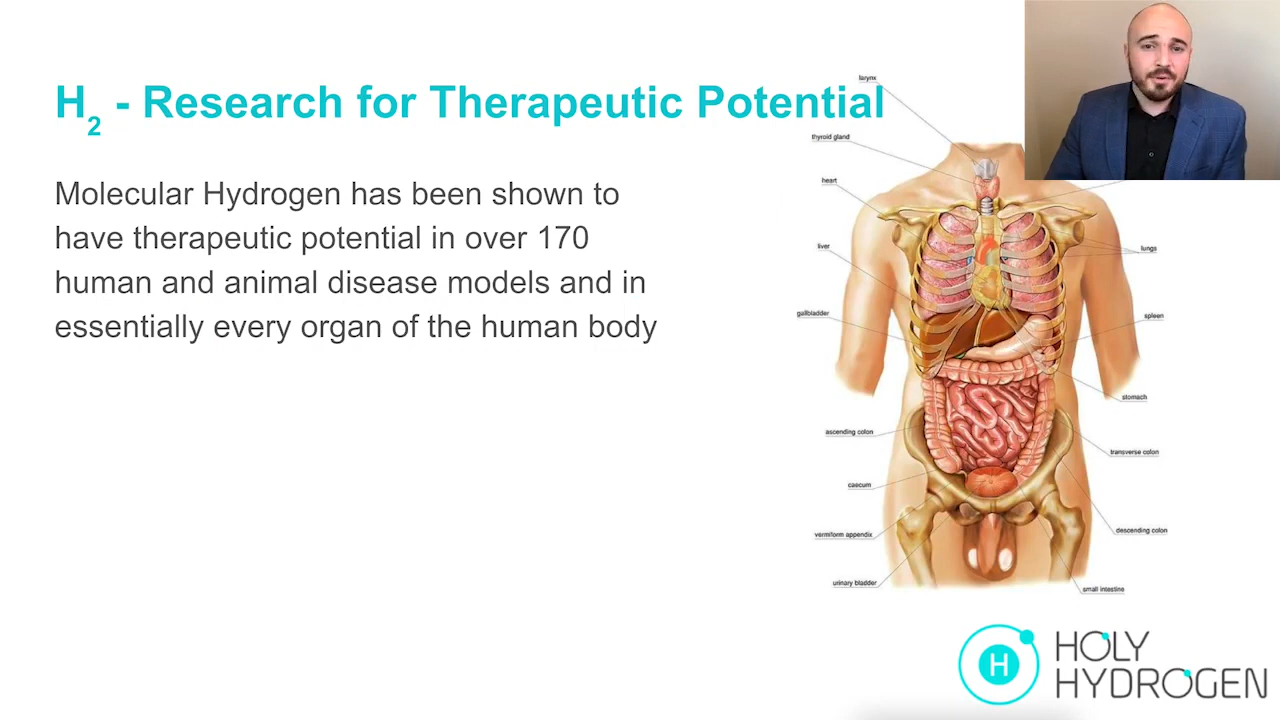 H2 - Research for Therapeutic Potential
Molecular Hydrogen has been shown to
have therapeutic potential in over 170
human and animal disease models and in
essentially every organ of the human body
larynx
thyroid gland
heart
liver
gallbladder
ascending colon
caecum
vermiform appendix
urinary bladder
lungs
spleen
stomach
transverse colon
descending colon
small intestine
H
HOLY
HYDROGEN